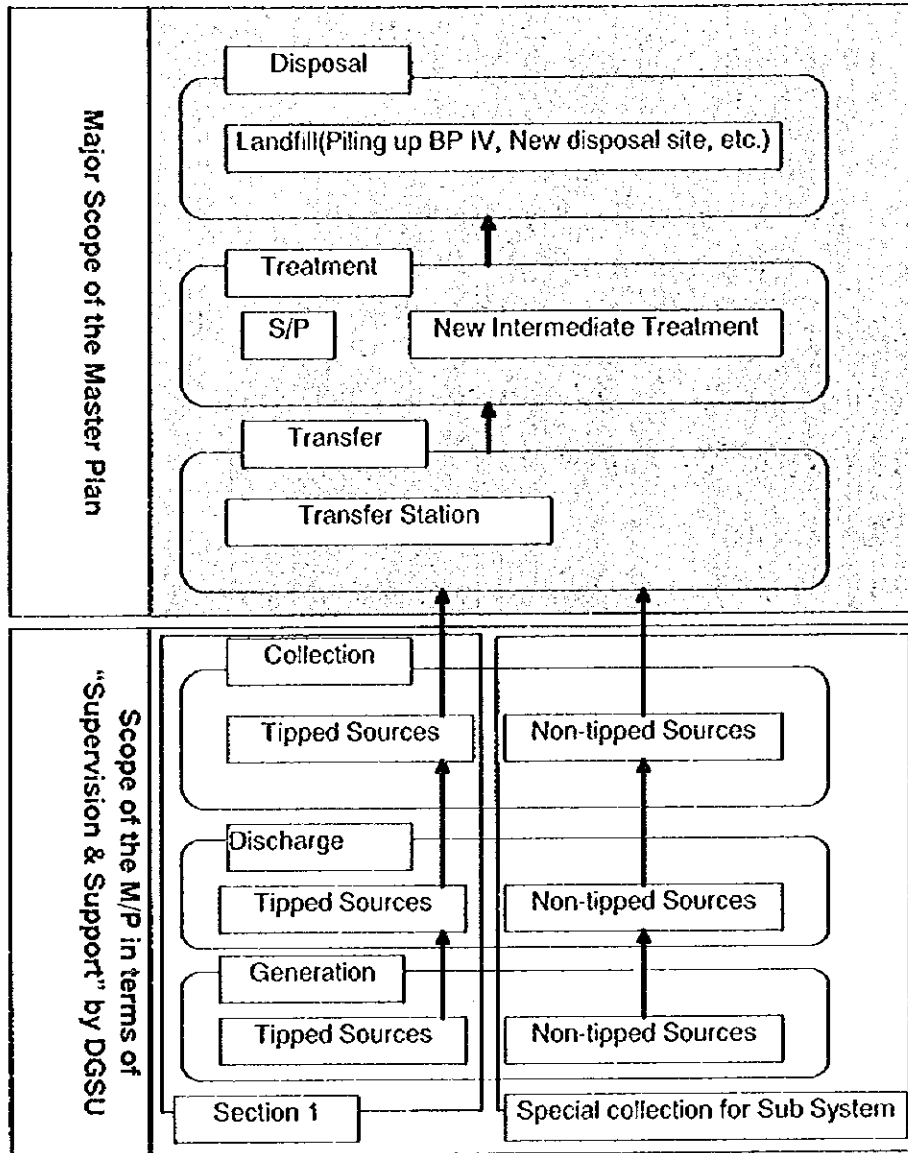 Major Scope of the Master Plan
Disposal
Landfill(Piling up BP IV, New disposal site, etc.)
Treatment
S/P
New Intermediate Treatment
Transfer
Transfer Station
Scope of the M/P in terms of
"Supervision & Support" by DGSU
Collection
Tipped Sources
Non-tipped Sources
Discharge
Tipped Sources
Non-tipped Sources
Generation
Tipped Sources
Non-tipped Sources
Section 1
Special collection for Sub System